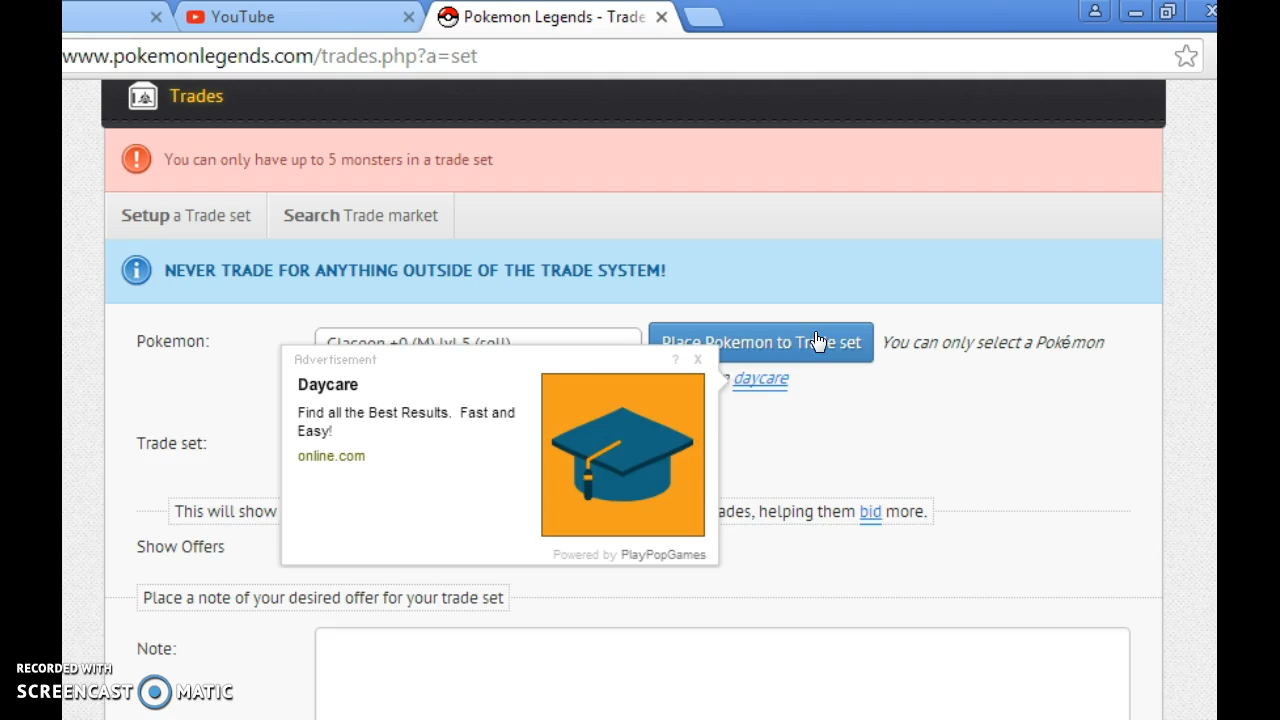 YouTube
Pokemon Legends - Trade
www.pokemonlegends.com/trades.php?a=set
Trades
You can only have up to 5 monsters in a trade set
Setup a Trade set
Search Trade market
NEVER TRADE FOR ANYTHING OUTSIDE OF THE TRADE SYSTEM!
Pokemon:
(M) lvl 5 (sell)
Place Pokemon to Trade set
You can only select a Pokémon
daycare
Advertisement
? X
Daycare
Find all the Best Results. Fast and
Easy!
online.com
Powered by PlayPopGames
Trade set:
This will show
ades, helping them bid more.
Show Offers
Place a note of your desired offer for your trade set
Note:
RECORDED WITH
SCREENCAST MATIC